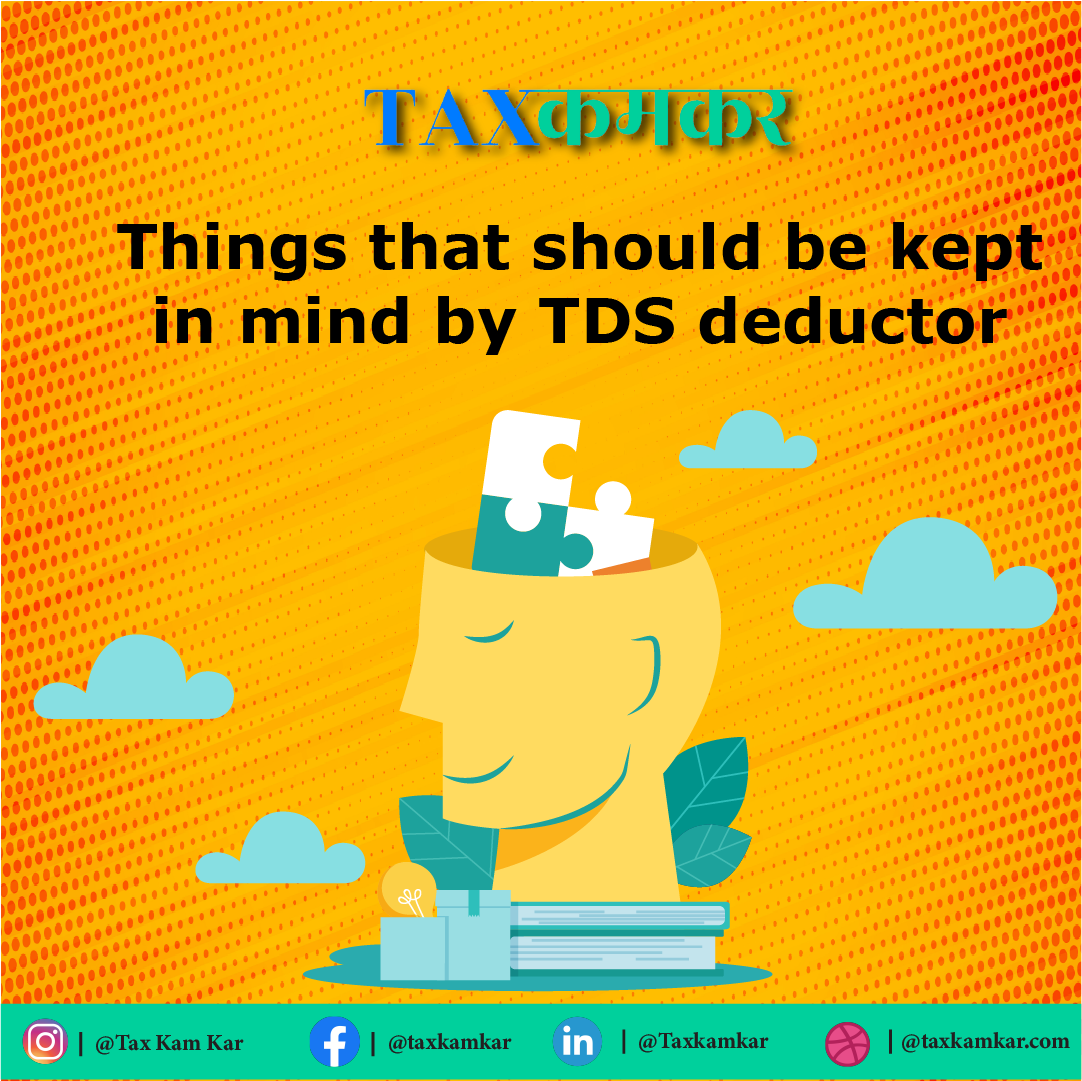 TAXकमकर
Things that should be kept
in mind by TDS deductor
| @Tax Kam Kar | @taxkamkar | @Taxkamkar | @taxkamkar.com